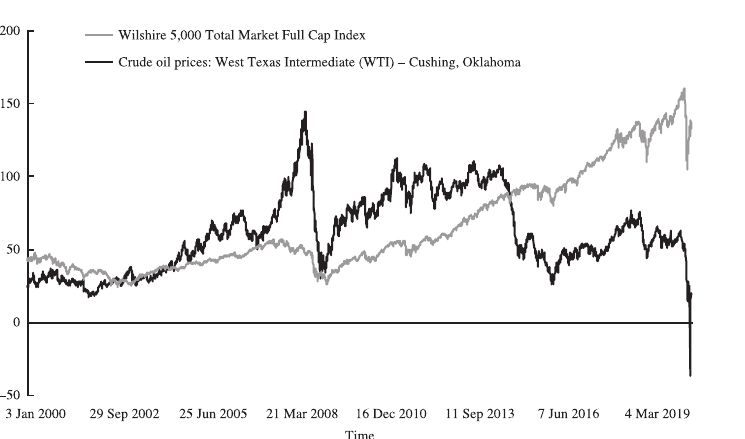 200
Wilshire 5,000 Total Market Full Cap Index
Crude oil prices: West Texas Intermediate (WTI) – Cushing, Oklahoma
150
100
50
0
–50
3 Jan 2000 29 Sep 2002 25 Jun 2005 21 Mar 2008 16 Dec 2010 11 Sep 2013 7 Jun 2016 4 Mar 2019
Time